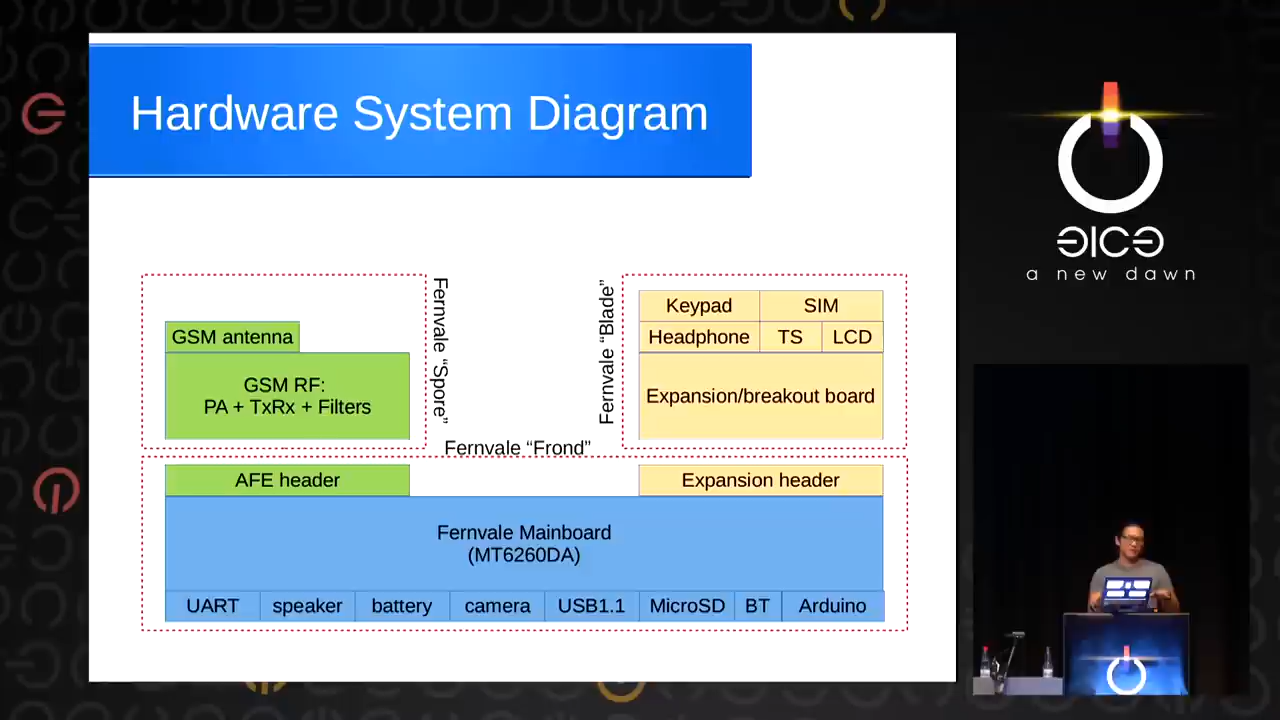 Hardware System Diagram
GSM antenna
GSM RF:
PA + TxRx + Filters
Fernvale “Spore”
Fernvale “Blade”
Keypad SIM
Headphone TS LCD
Expansion/breakout board
Fernvale “Frond”
AFE header
Expansion header
Fernvale Mainboard
(MT6260DA)
UART speaker battery camera USB1.1 MicroSD BT Arduino
ƎICƎ
a new dawn